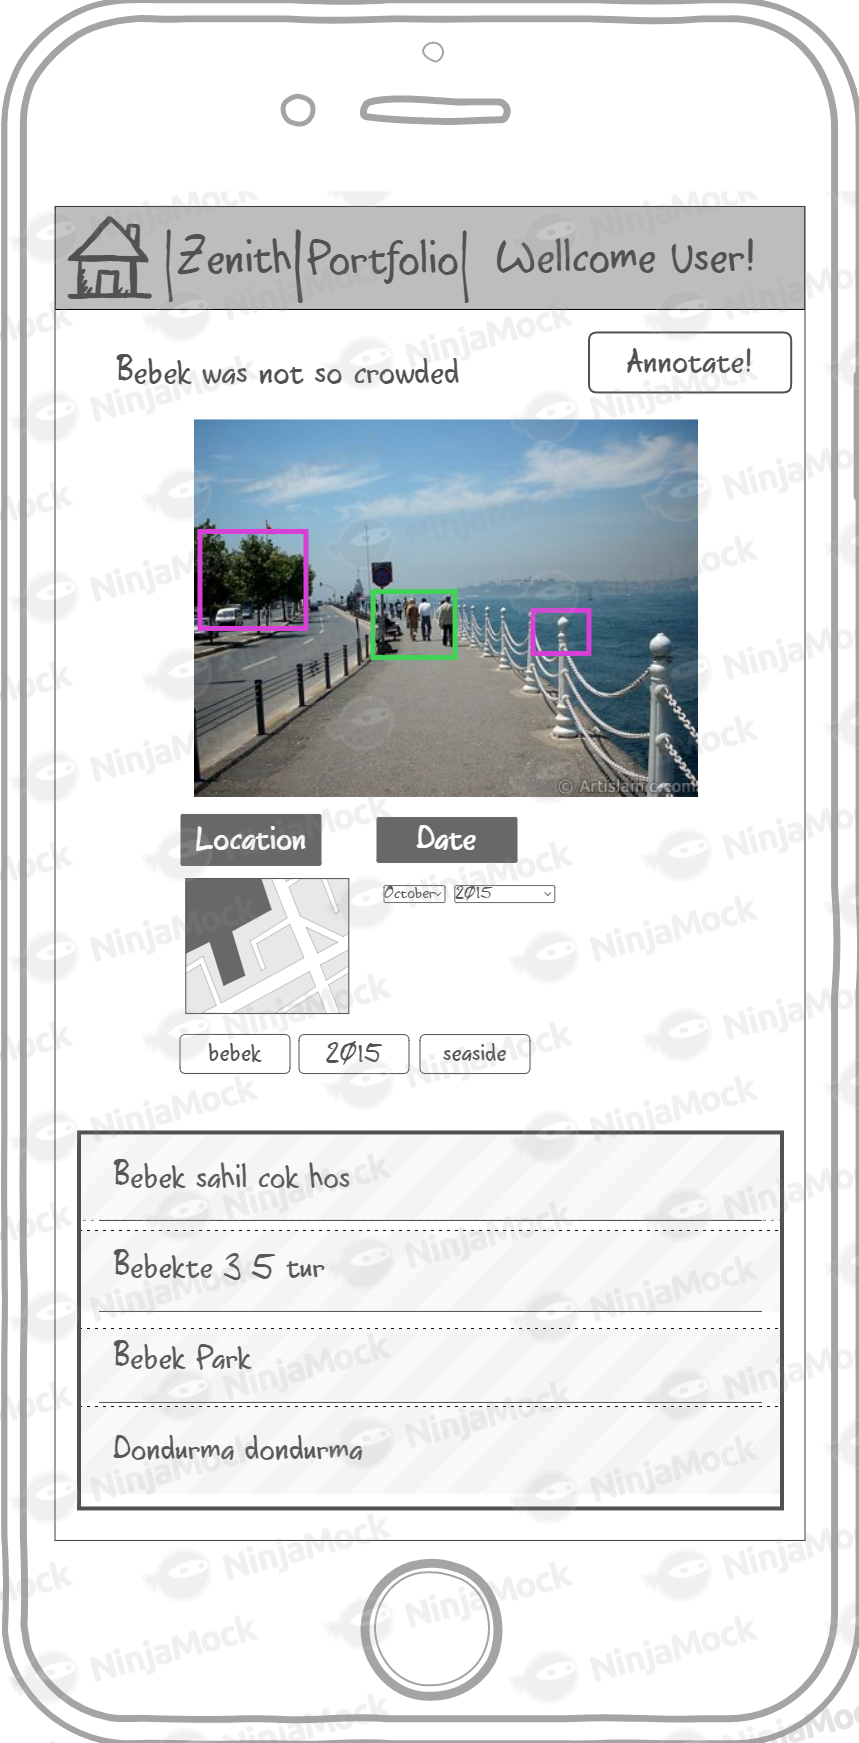 Zenith Portfolio Wellcome User!
Bebek was not so crowded
Annotate!
© Artislamic.com
Location
Date
October
2015
bebek
2015
seaside
Bebek sahil cok hos
Bebekte 3 5 tur
Bebek Park
Dondurma dondurma
NinjaMock